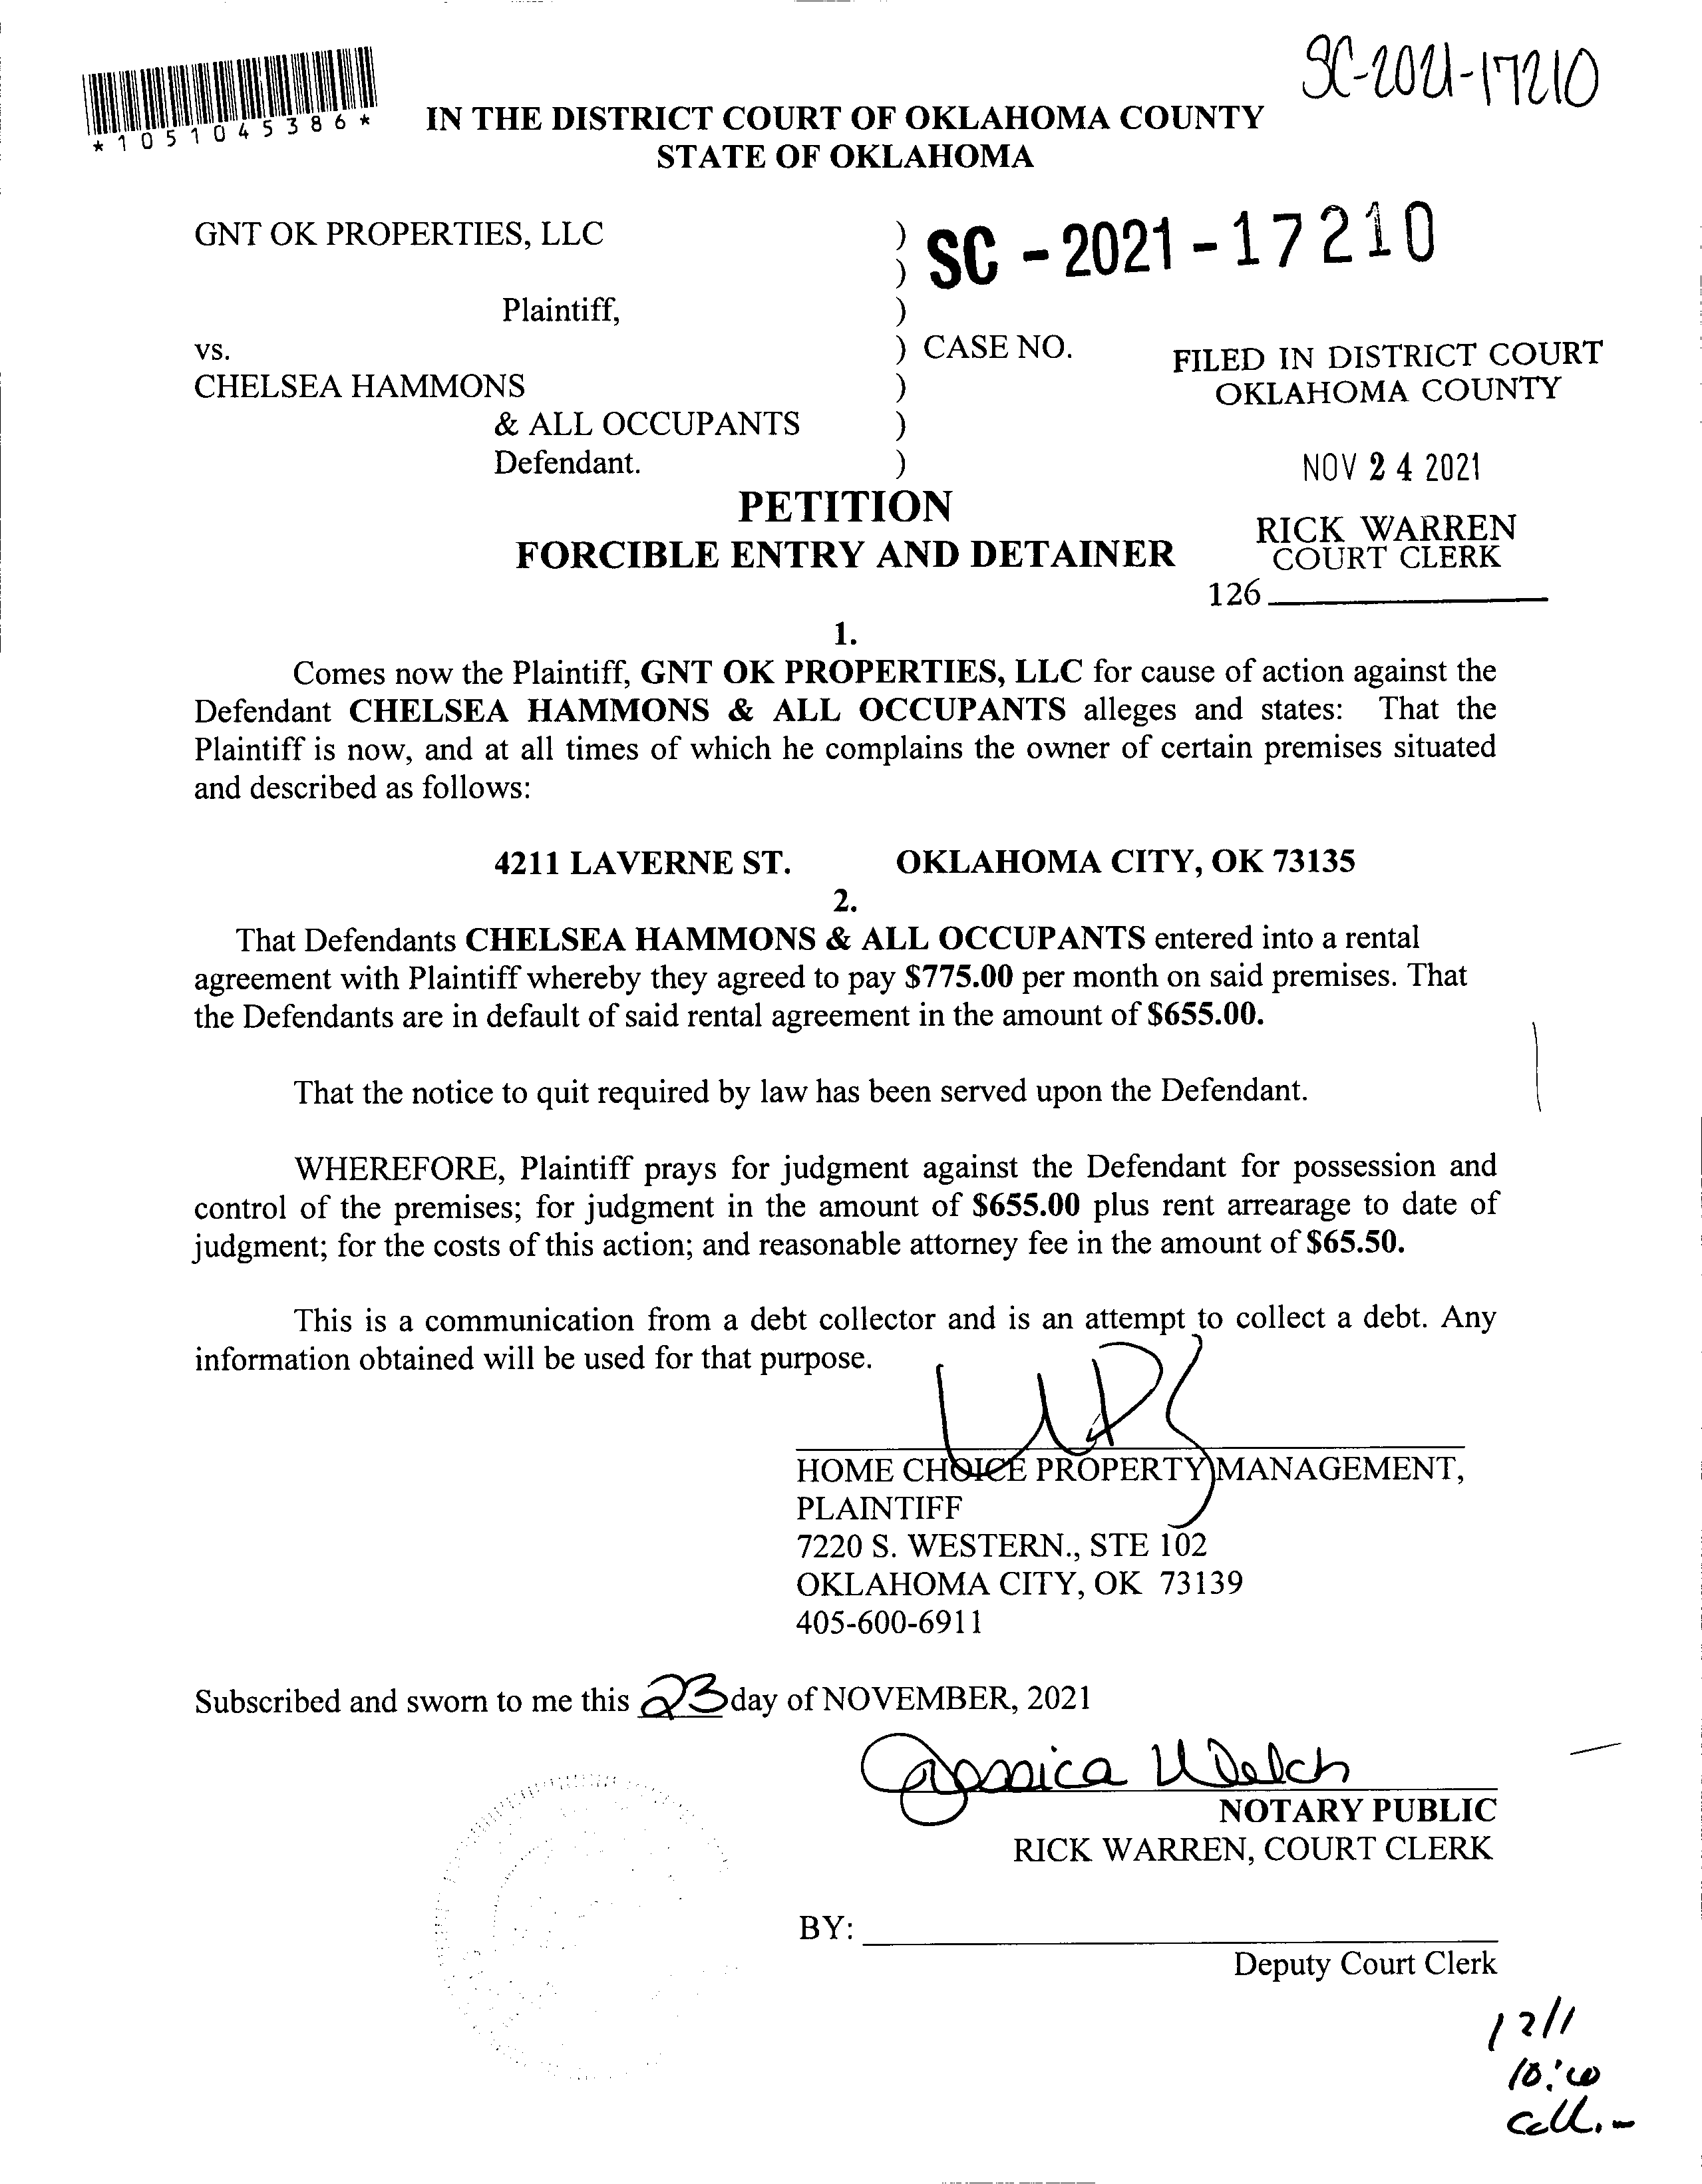 SC-2021-17210
*1051045386*
IN THE DISTRICT COURT OF OKLAHOMA COUNTY
STATE OF OKLAHOMA
GNT OK PROPERTIES, LLC )
SC - 2021 - 17210
)
Plaintiff, )
vs. ) CASE NO.
FILED IN DISTRICT COURT
OKLAHOMA COUNTY
CHELSEA HAMMONS )
& ALL OCCUPANTS )
Defendant. )
NOV 24 2021
PETITION
RICK WARREN
COURT CLERK
FORCIBLE ENTRY AND DETAINER
126
1.
Comes now the Plaintiff, GNT OK PROPERTIES, LLC for cause of action against the
Defendant CHELSEA HAMMONS & ALL OCCUPANTS alleges and states: That the
Plaintiff is now, and at all times of which he complains the owner of certain premises situated
and described as follows:
4211 LAVERNE ST. OKLAHOMA CITY, OK 73135
2.
That Defendants CHELSEA HAMMONS & ALL OCCUPANTS entered into a rental
agreement with Plaintiff whereby they agreed to pay $775.00 per month on said premises. That
the Defendants are in default of said rental agreement in the amount of $655.00.
That the notice to quit required by law has been served upon the Defendant.
WHEREFORE, Plaintiff prays for judgment against the Defendant for possession and
control of the premises; for judgment in the amount of $655.00 plus rent arrearage to date of
judgment; for the costs of this action; and reasonable attorney fee in the amount of $65.50.
This is a communication from a debt collector and is an attempt to collect a debt. Any
information obtained will be used for that purpose.
HOME CHOICE PROPERTY MANAGEMENT,
PLAINTIFF
7220 S. WESTERN., STE 102
OKLAHOMA CITY, OK 73139
405-600-6911
Subscribed and sworn to me this 23 day of NOVEMBER, 2021
Jessica Welch
NOTARY PUBLIC
RICK WARREN, COURT CLERK
BY:
Deputy Court Clerk
12/1